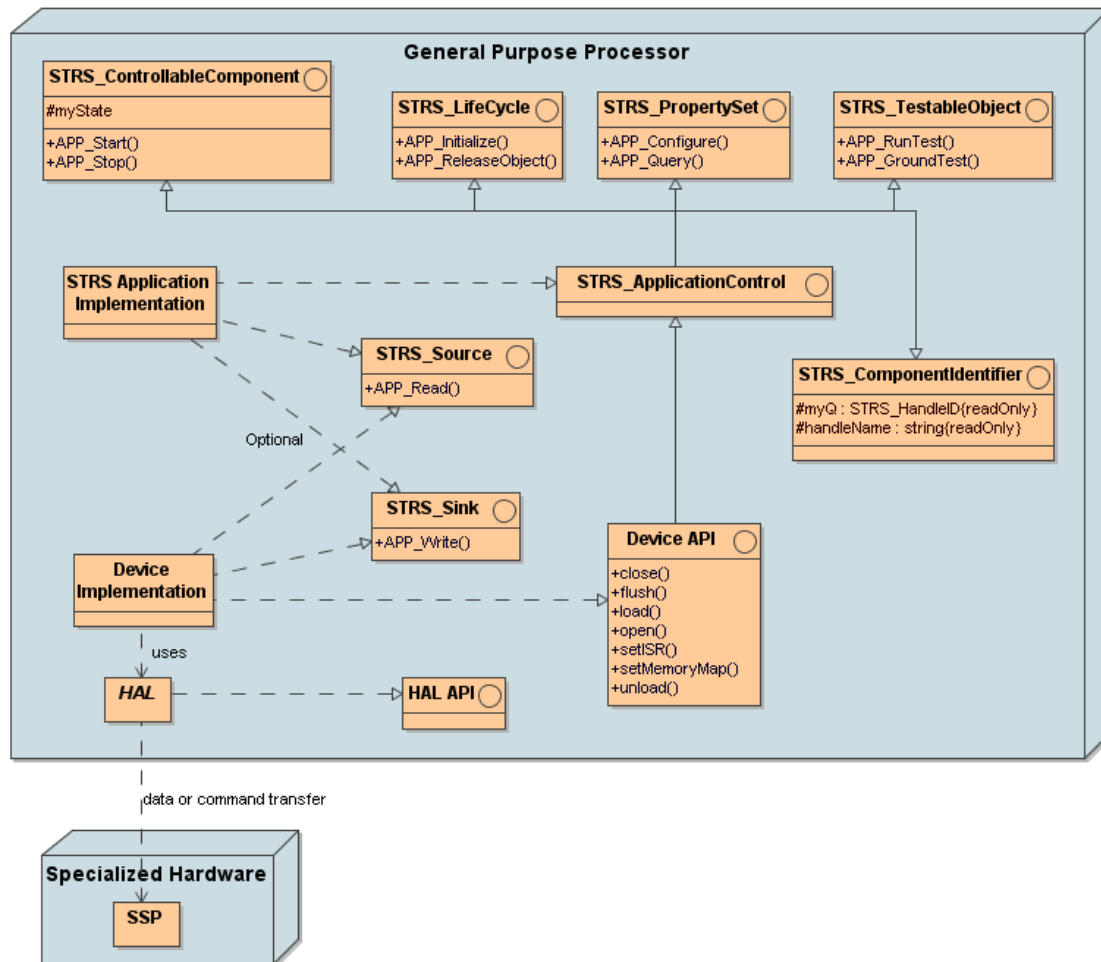 General Purpose Processor
STRS_ControllableComponent
#myState
+APP_Start()
+APP_Stop()
STRS_LifeCycle
+APP_Initialize()
+APP_ReleaseObject()
STRS_PropertySet
+APP_Configure()
+APP_Query()
STRS_TestableObject
+APP_RunTest()
+APP_GroundTest()
STRS Application
Implementation
STRS_ApplicationControl
STRS_Source
+APP_Read()
STRS_ComponentIdentifier
#myQ : STRS_HandleID{readOnly}
#handleName : string{readOnly}
Optional
STRS_Sink
+APP_Write()
Device API
+close()
+flush()
+load()
+open()
+setISR()
+setMemoryMap()
+unload()
Device
Implementation
uses
HAL
HAL API
data or command transfer
Specialized Hardware
SSP